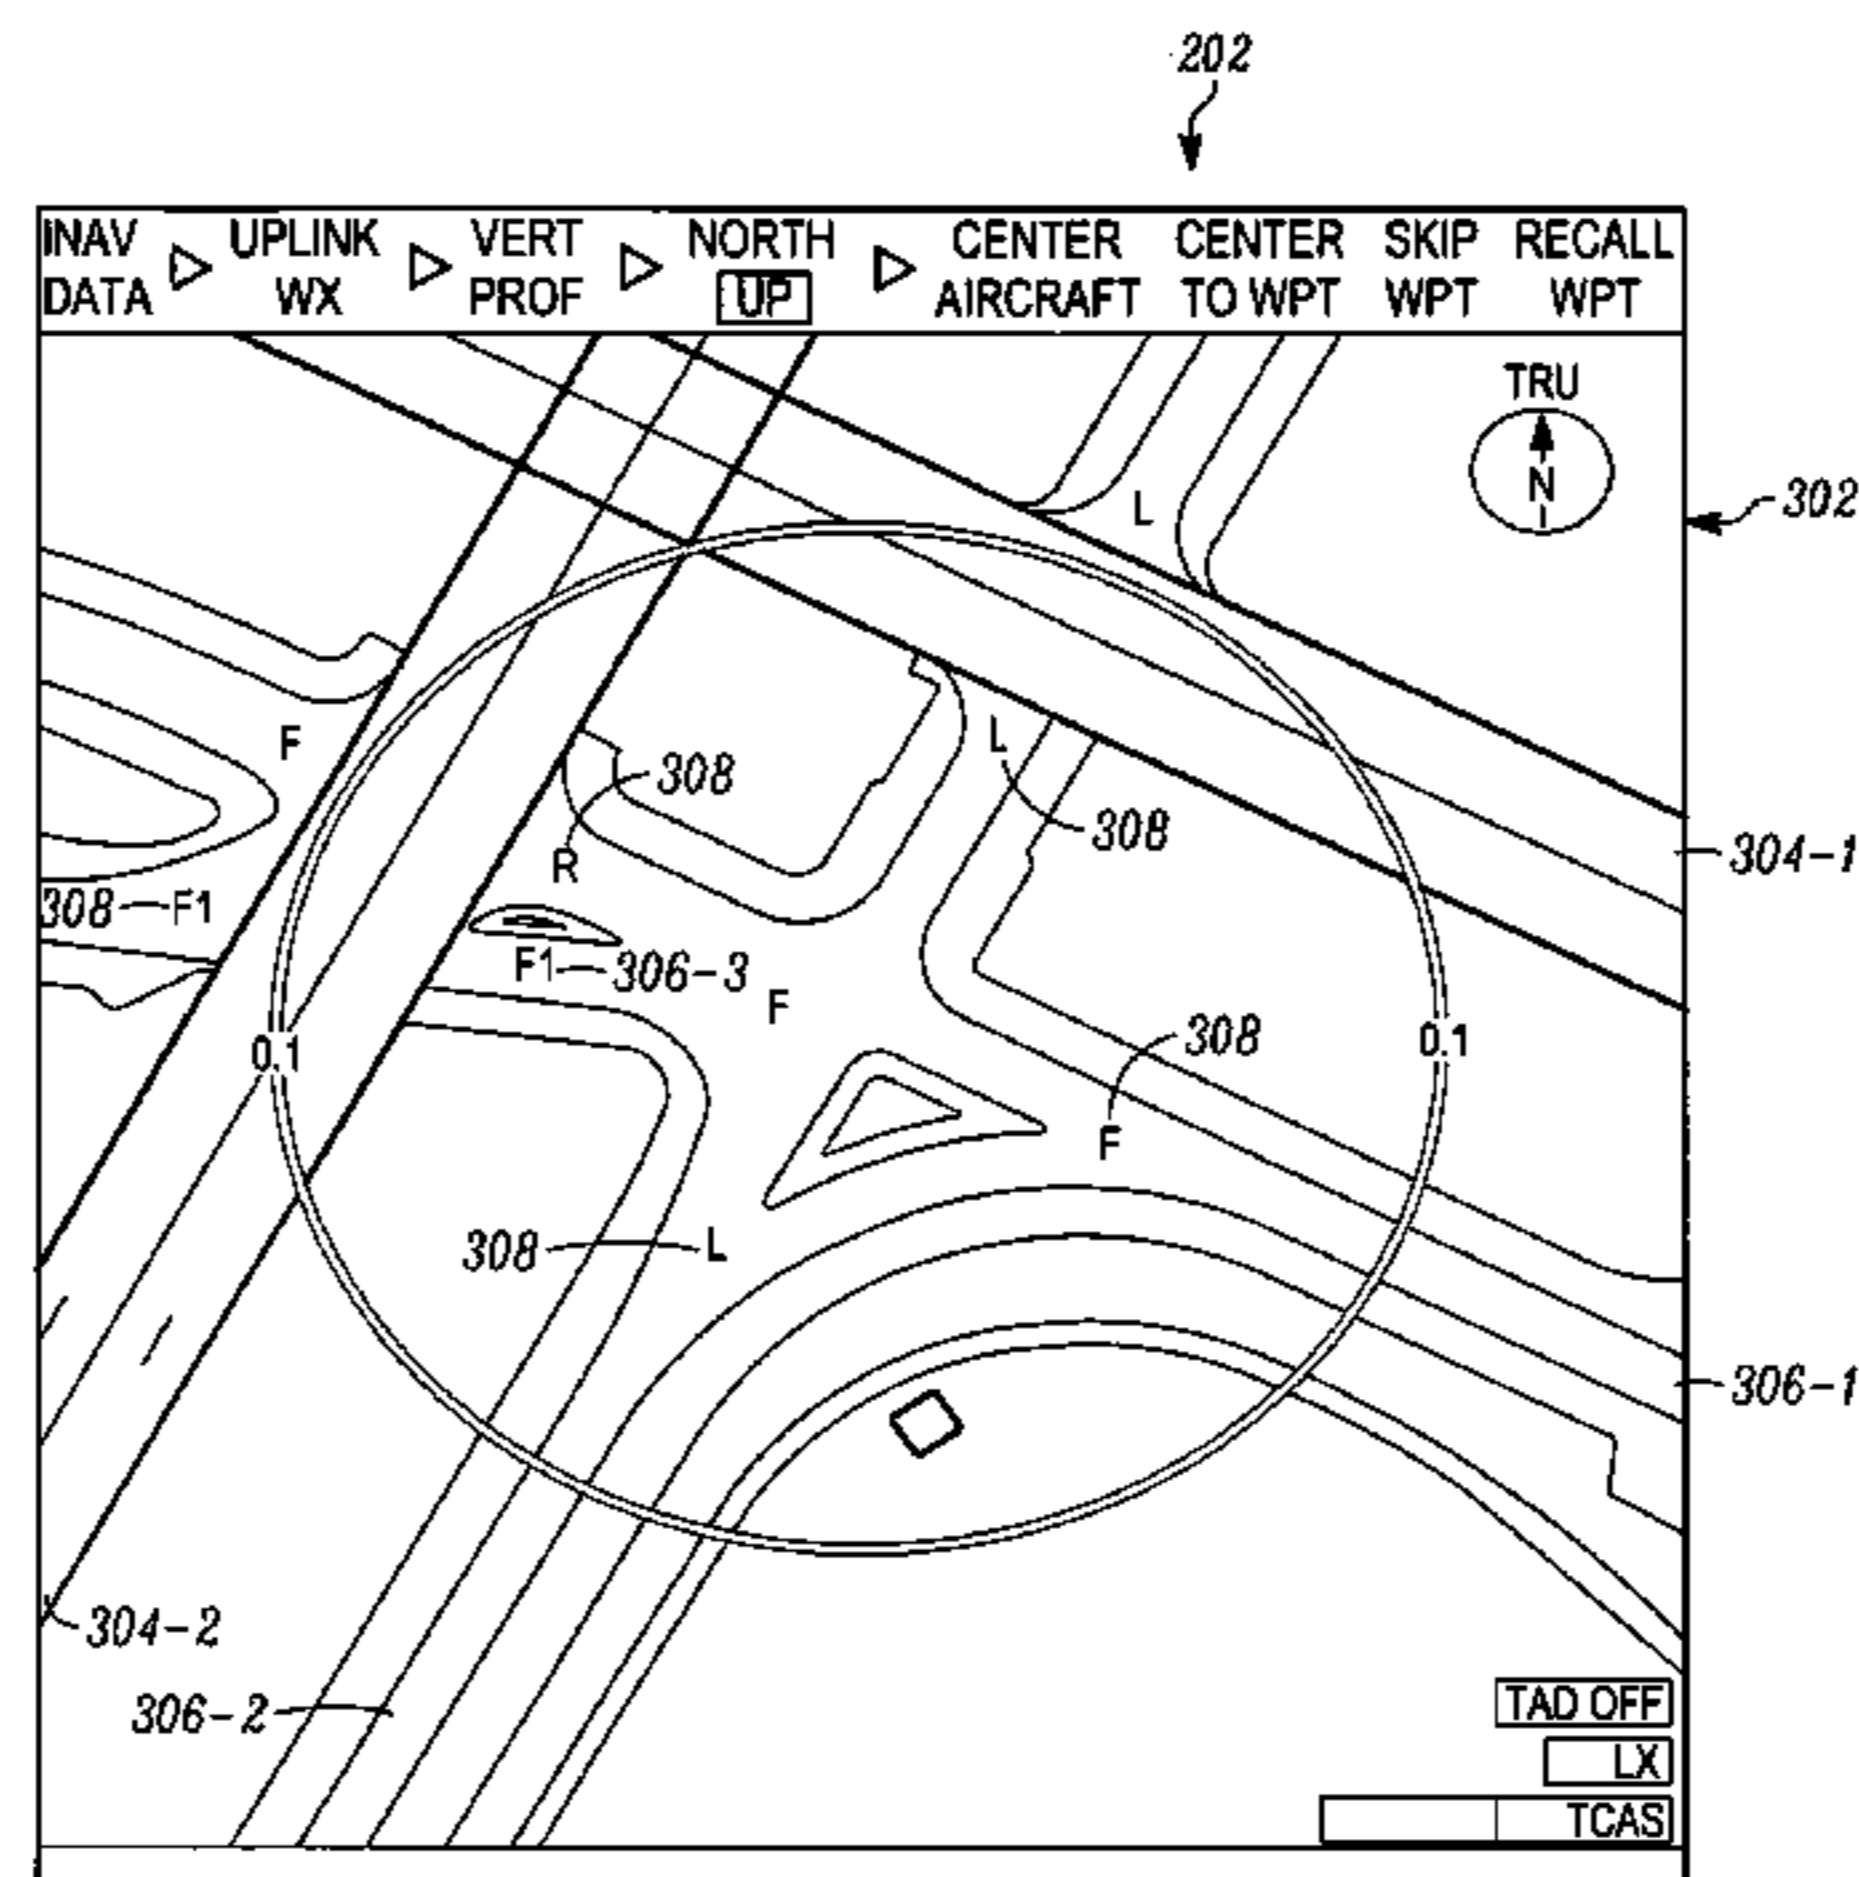 202
INAV DATA
UPLINK WX
VERT PROF
NORTH UP
CENTER AIRCRAFT
CENTER TO WPT
SKIP WPT
RECALL WPT
TRU
N
302
L
F
L
308
308
R
304-1
308 F1
F1 306-3
F
308
0.1
0.1
F
308 L
306-1
304-2
306-2
TAD OFF
LX
TCAS